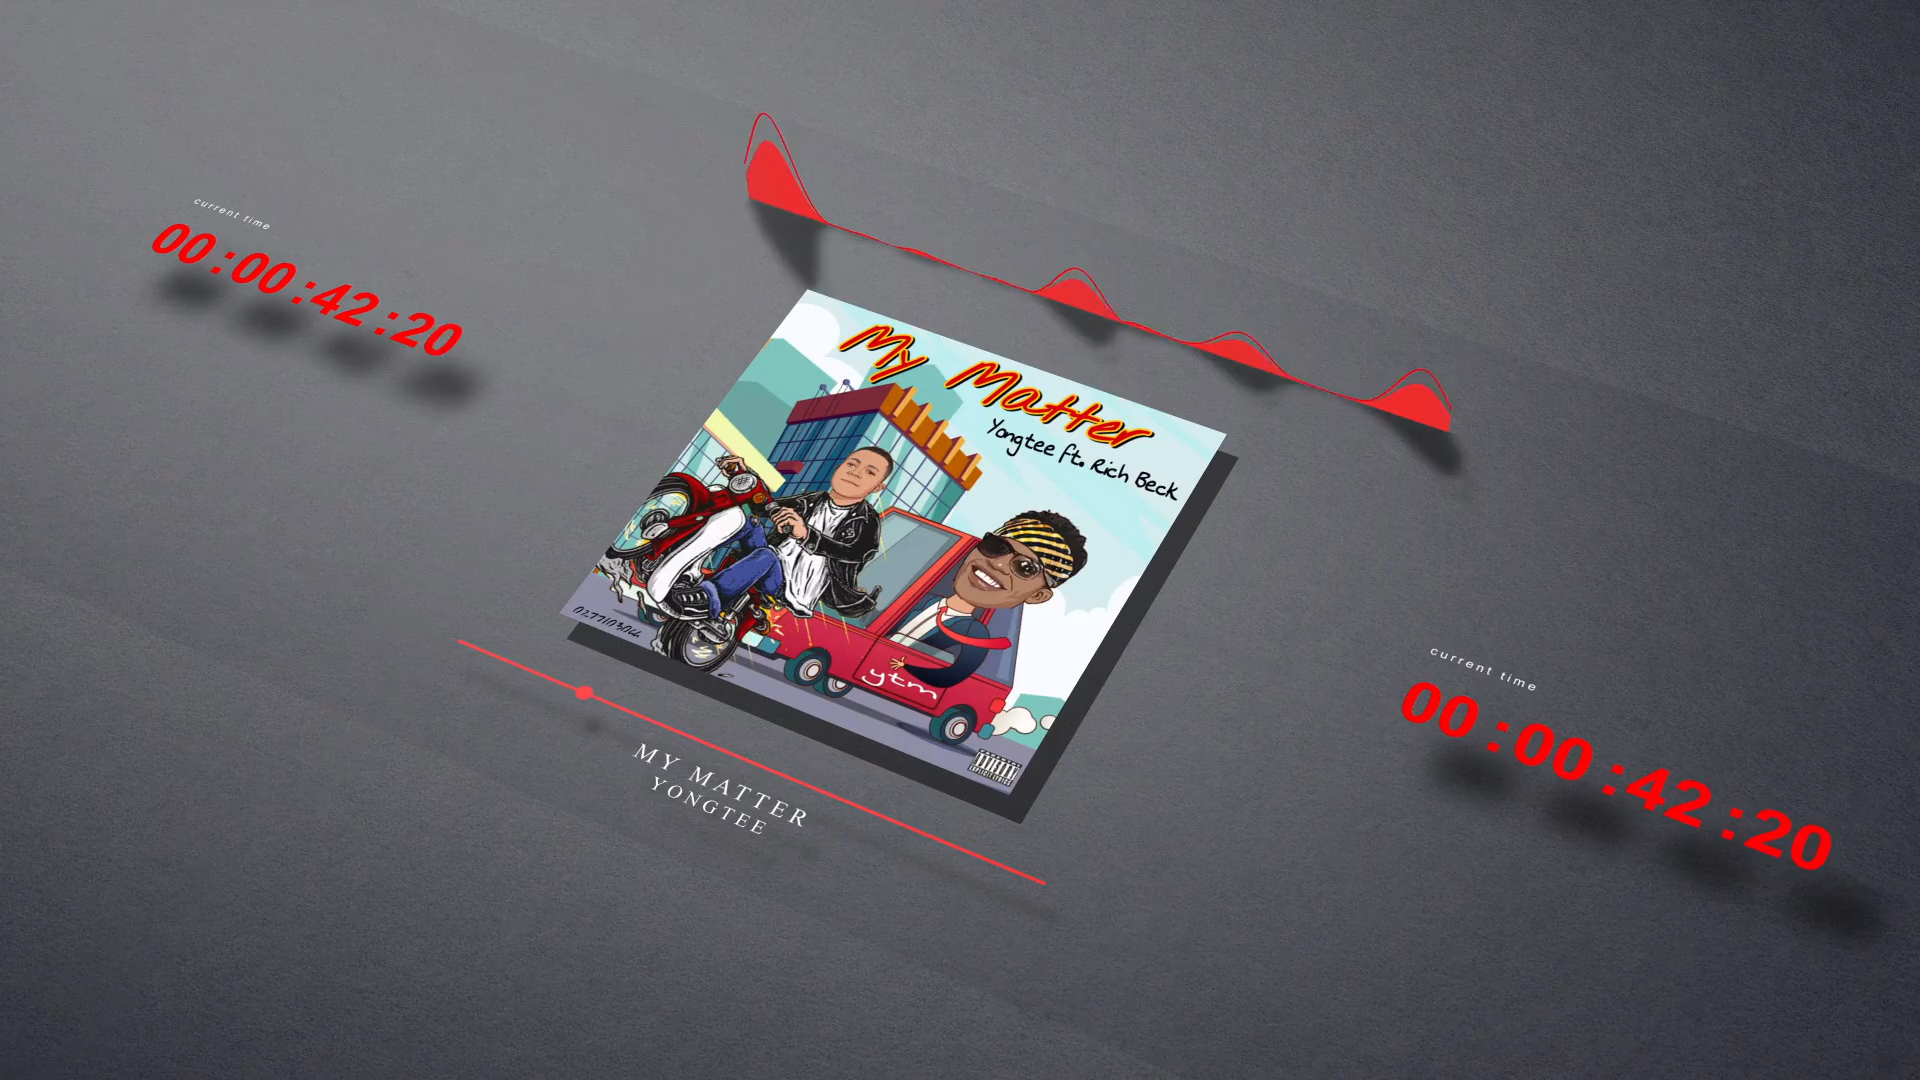 current time
00:00:42:20
My Matter
Yongtee ft. Rich Beck
ytm
MY MATTER
YONGTEE
current time
00:00:42:20